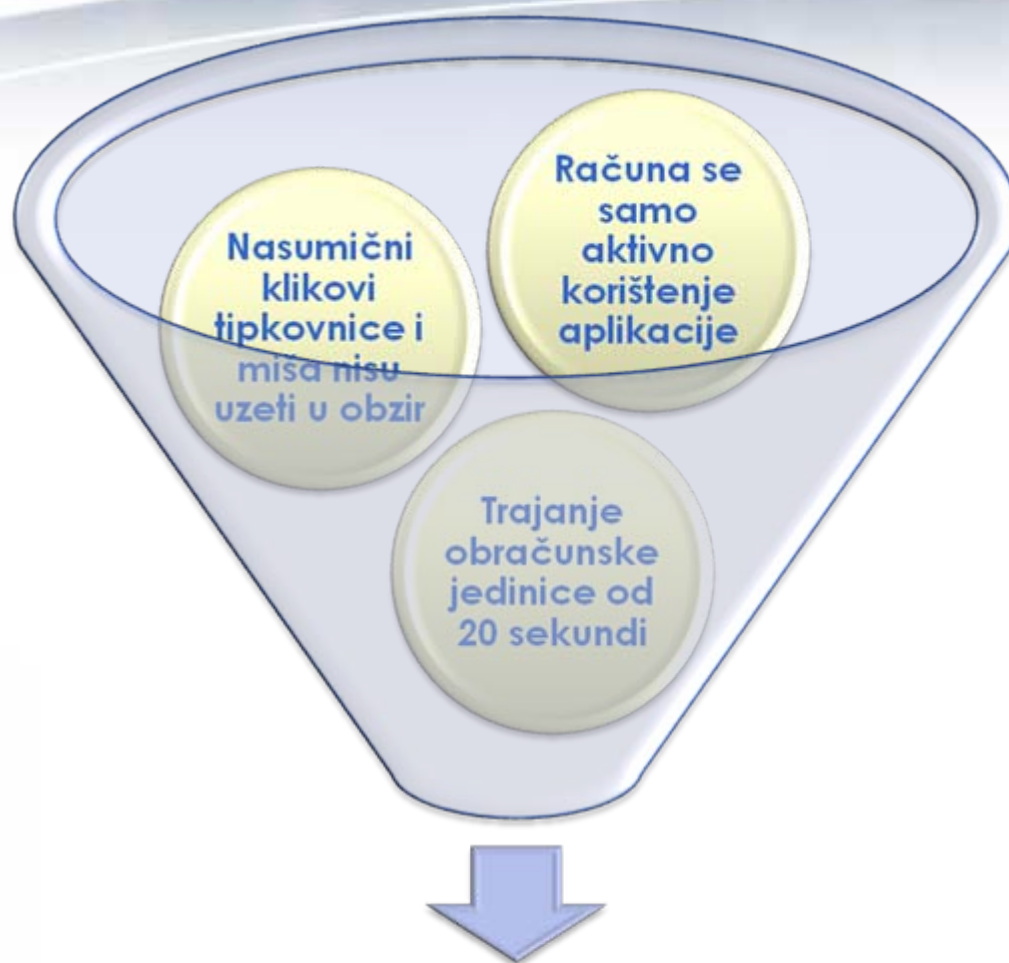 Nasumični
klikovi
tipkovnice i
miša nisu
uzeti u obzir
Računa se
samo
aktivno
korištenje
aplikacije
Trajanje
obračunske
jedinice od
20 sekundi